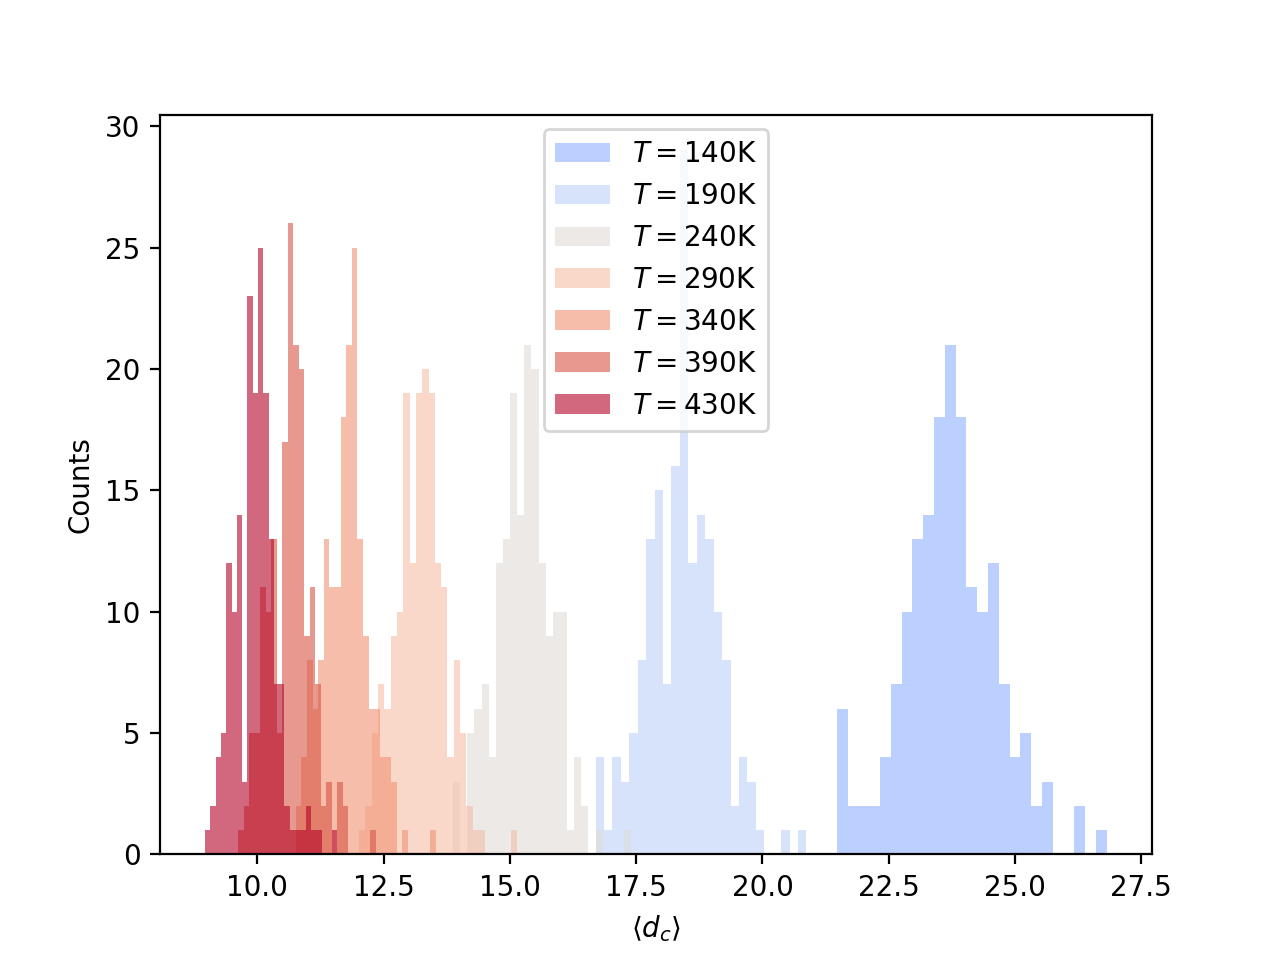 30
25
20
15
10
5
0
Counts
T = 140K
T = 190K
T = 240K
T = 290K
T = 340K
T = 390K
T = 430K
10.0 12.5 15.0 17.5 20.0 22.5 25.0 27.5
⟨d_c⟩